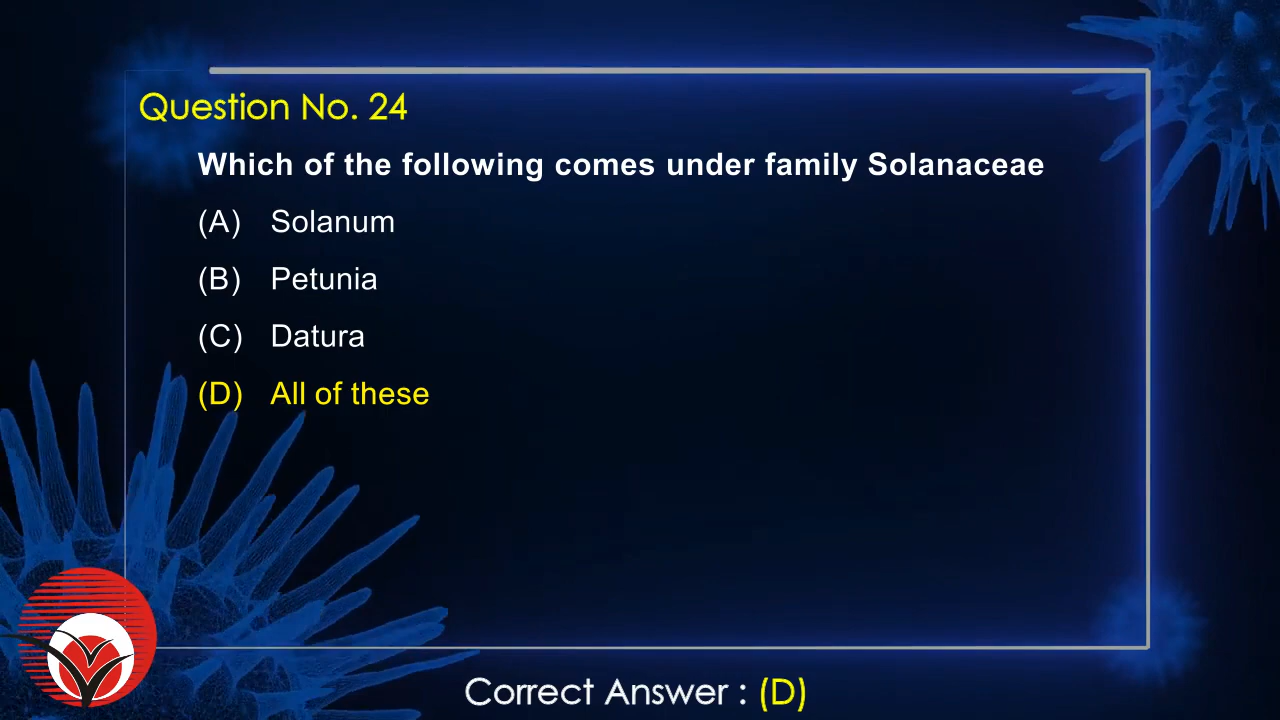 Question No. 24
Which of the following comes under family Solanaceae
(A) Solanum
(B) Petunia
(C) Datura
(D) All of these
Correct Answer : (D)